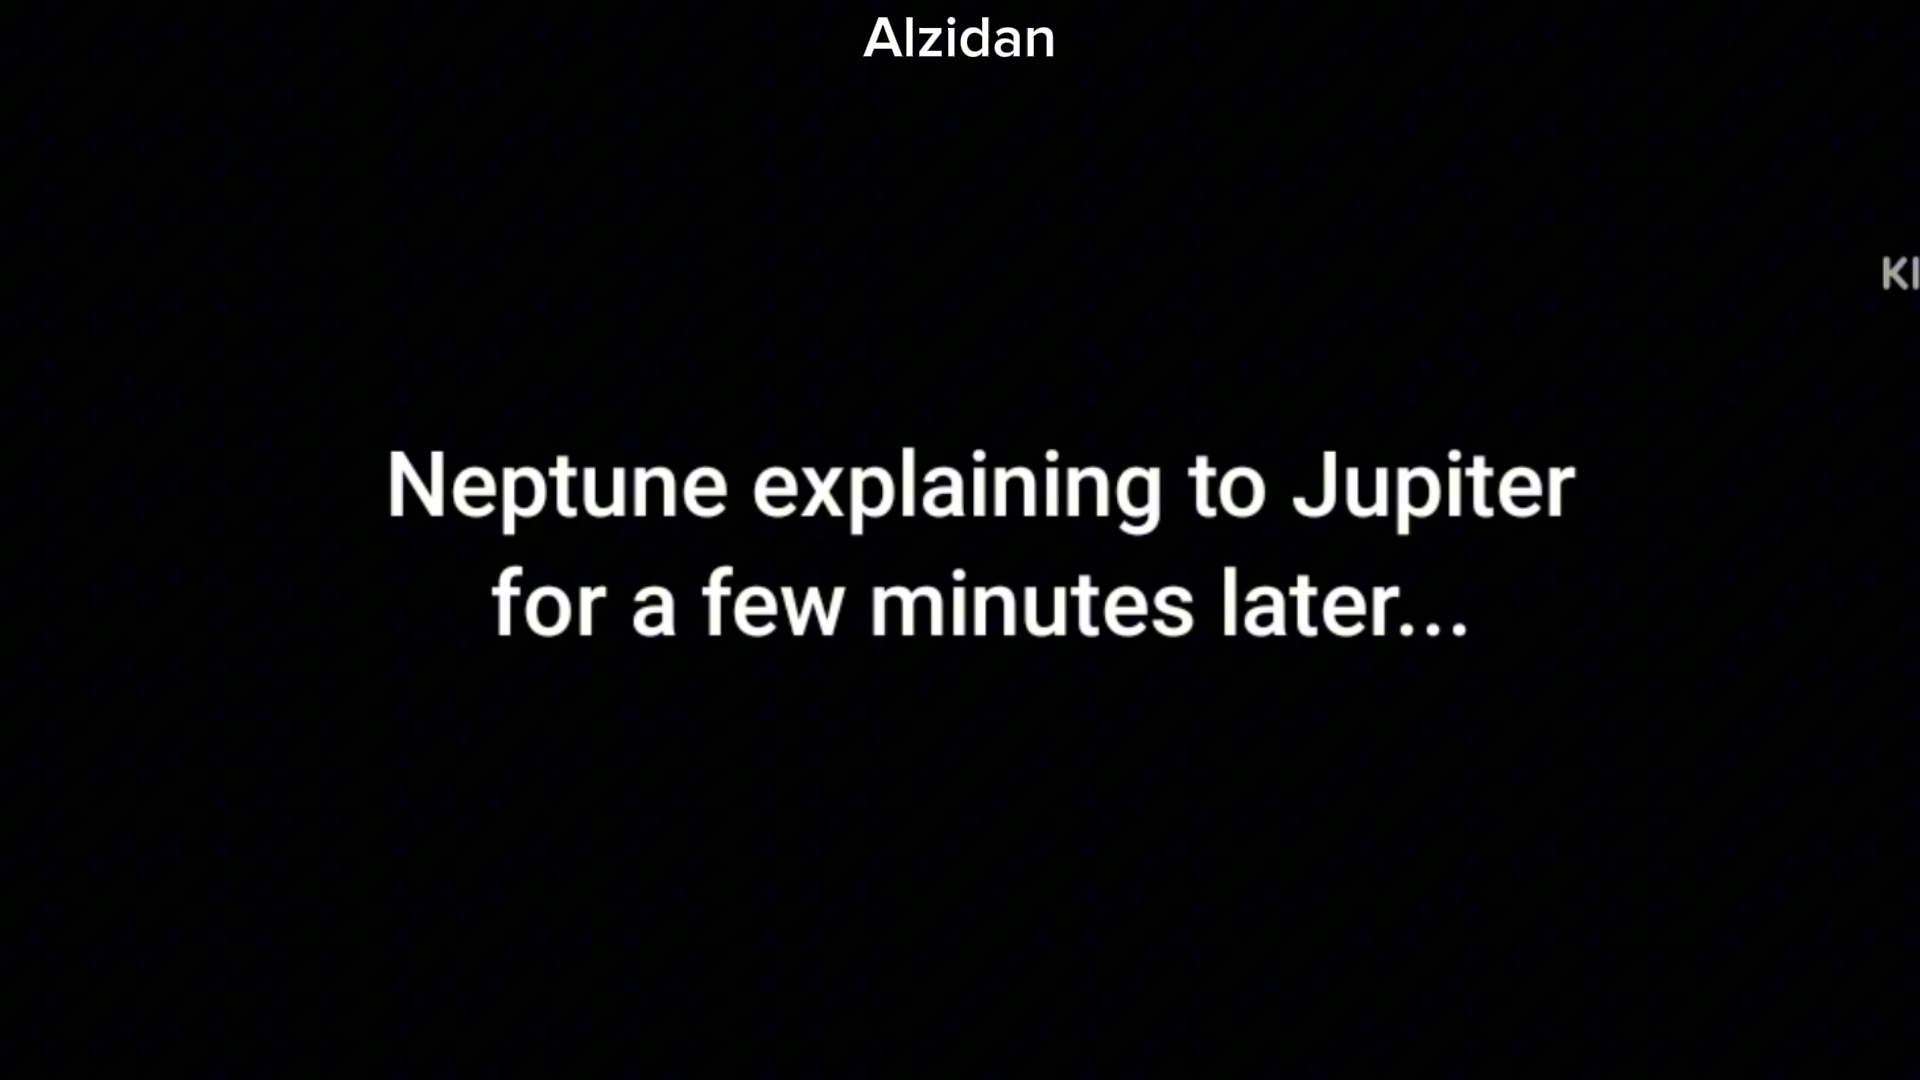 Alzidan
Neptune explaining to Jupiter
for a few minutes later...